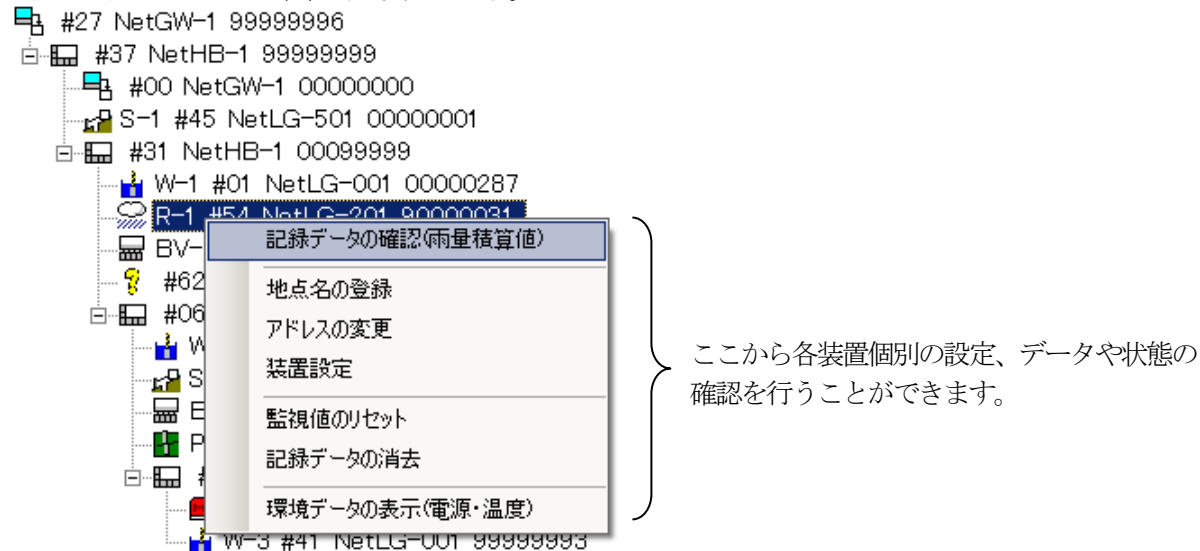 #27 NetGW-1 99999996
#37 NetHB-1 99999999
#00 NetGW-1 00000000
S-1 #45 NetLG-501 00000001
#31 NetHB-1 00099999
W-1 #01 NetLG-001 00000287
R-1 #54 NetLG-201 90000031
記録データの確認(雨量積算値)
BV-
地点名の登録
#62
アドレスの変更
#06
装置設定
W
S
監視値のリセット
E
記録データの消去
P
#
環境データの表示(電源・温度)
W-3 #41 NetLG-001 99999993
ここから各装置個別の設定、データや状態の
確認を行うことができます。